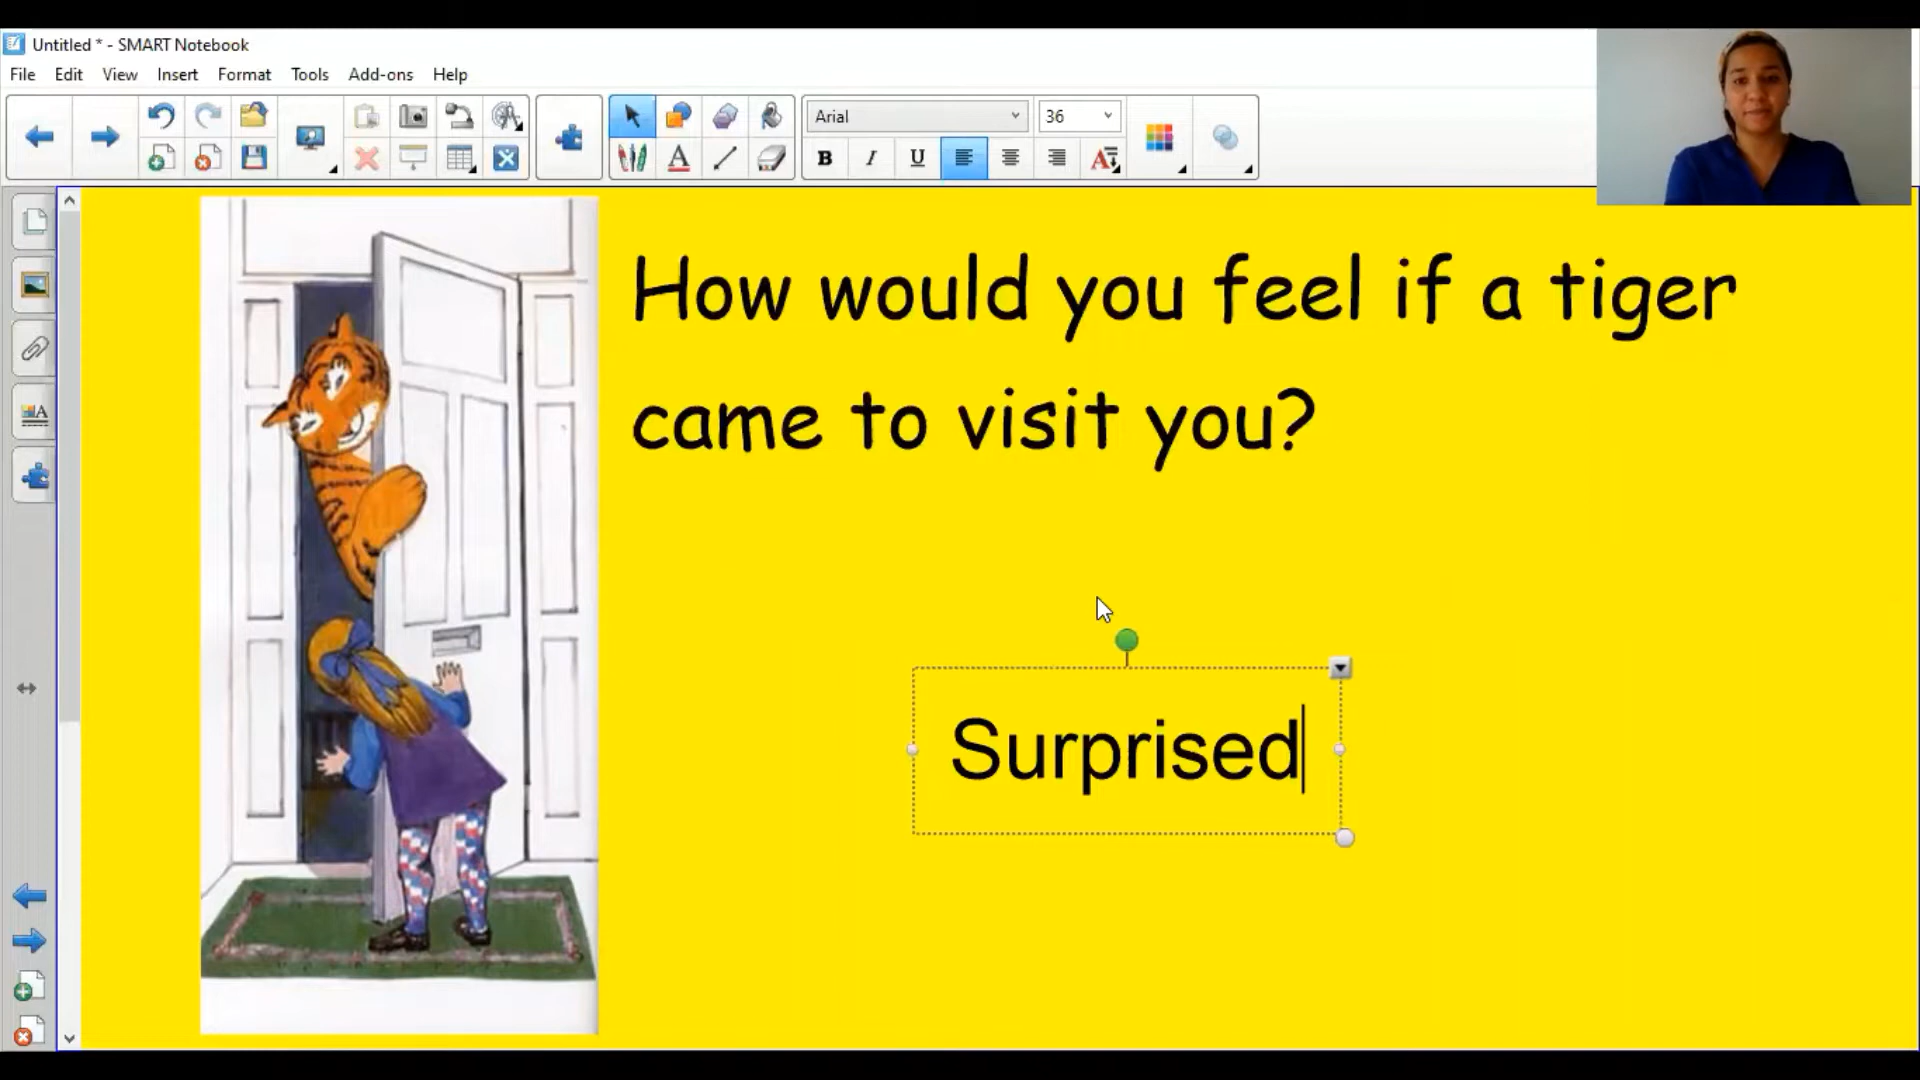 Untitled * - SMART Notebook
File Edit View Insert Format Tools Add-ons Help
Arial 36
B I U
How would you feel if a tiger
came to visit you?
Surprised